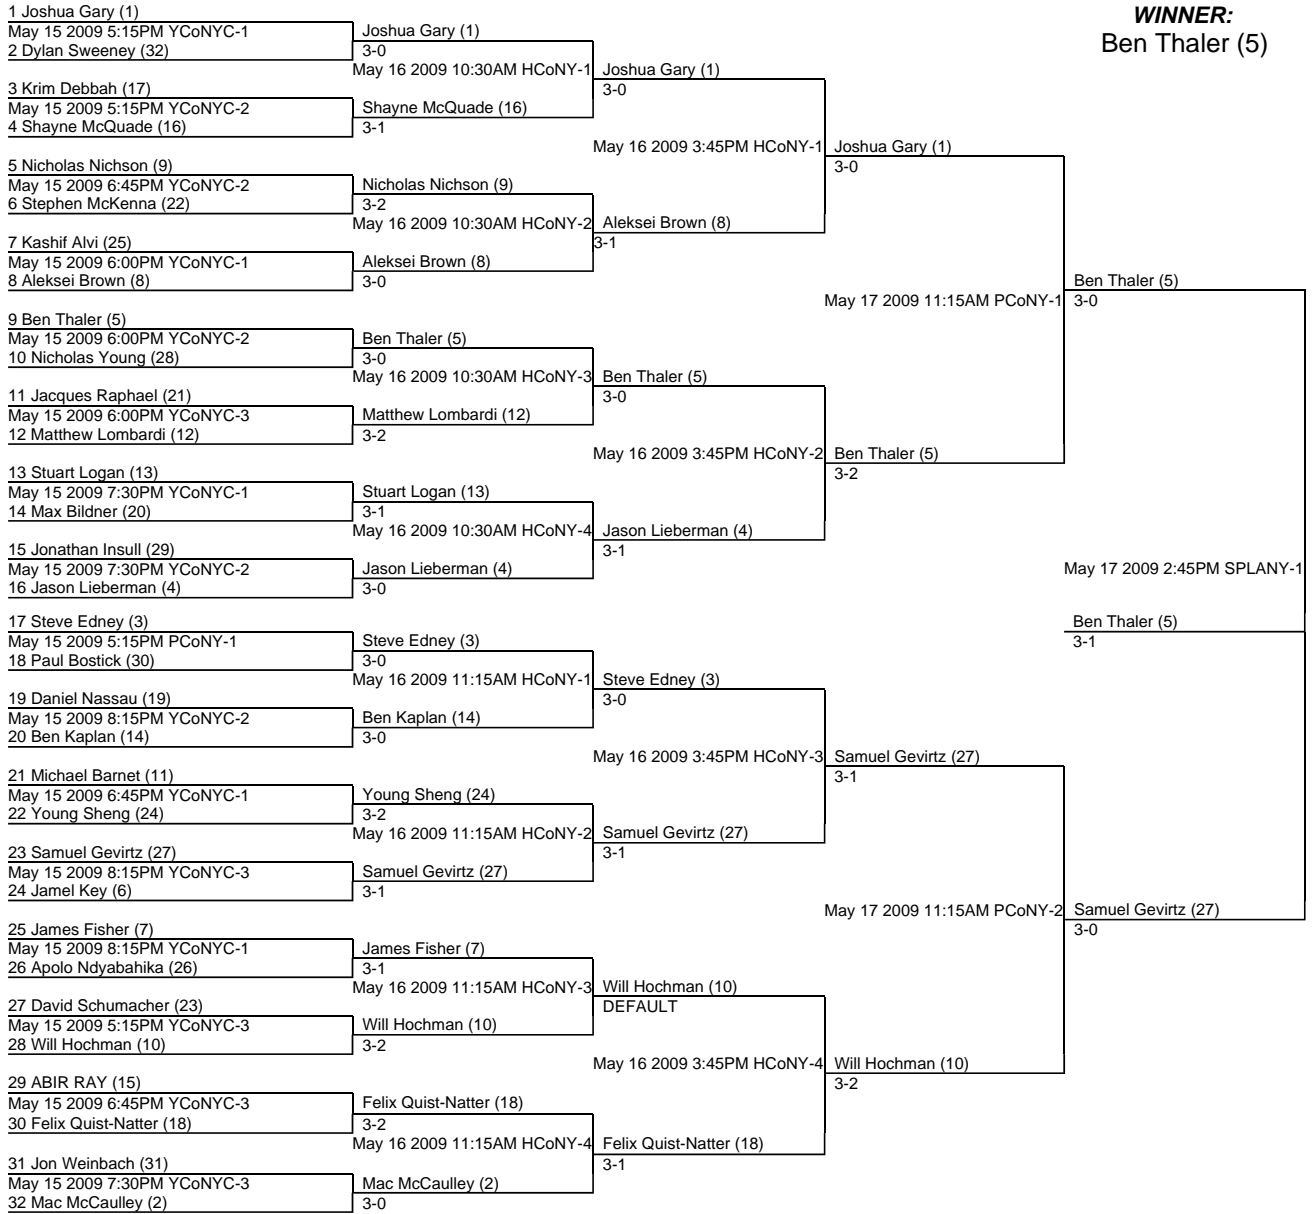 1 Joshua Gary (1)
May 15 2009 5:15PM YCoNYC-1
2 Dylan Sweeney (32)
3 Krim Debbah (17)
May 15 2009 5:15PM YCoNYC-2
4 Shayne McQuade (16)
5 Nicholas Nichson (9)
May 15 2009 6:45PM YCoNYC-2
6 Stephen McKenna (22)
7 Kashif Alvi (25)
May 15 2009 6:00PM YCoNYC-1
8 Aleksei Brown (8)
9 Ben Thaler (5)
May 15 2009 6:00PM YCoNYC-2
10 Nicholas Young (28)
11 Jacques Raphael (21)
May 15 2009 6:00PM YCoNYC-3
12 Matthew Lombardi (12)
13 Stuart Logan (13)
May 15 2009 7:30PM YCoNYC-1
14 Max Bildner (20)
15 Jonathan Insull (29)
May 15 2009 7:30PM YCoNYC-2
16 Jason Lieberman (4)
17 Steve Edney (3)
May 15 2009 5:15PM PCoNY-1
18 Paul Bostick (30)
19 Daniel Nassau (19)
May 15 2009 8:15PM YCoNYC-2
20 Ben Kaplan (14)
21 Michael Barnet (11)
May 15 2009 6:45PM YCoNYC-1
22 Young Sheng (24)
23 Samuel Gevirtz (27)
May 15 2009 8:15PM YCoNYC-3
24 Jamel Key (6)
25 James Fisher (7)
May 15 2009 8:15PM YCoNYC-1
26 Apolo Ndyabahika (26)
27 David Schumacher (23)
May 15 2009 5:15PM YCoNYC-3
28 Will Hochman (10)
29 ABIR RAY (15)
May 15 2009 6:45PM YCoNYC-3
30 Felix Quist-Natter (18)
31 Jon Weinbach (31)
May 15 2009 7:30PM YCoNYC-3
32 Mac McCaulley (2)
Joshua Gary (1)
3-0
May 16 2009 10:30AM HCoNY-1
Shayne McQuade (16)
3-1
Nicholas Nichson (9)
3-2
May 16 2009 10:30AM HCoNY-2
Aleksei Brown (8)
3-0
Ben Thaler (5)
3-0
May 16 2009 10:30AM HCoNY-3
Matthew Lombardi (12)
3-2
Stuart Logan (13)
3-1
May 16 2009 10:30AM HCoNY-4
Jason Lieberman (4)
3-0
Steve Edney (3)
3-0
May 16 2009 11:15AM HCoNY-1
Ben Kaplan (14)
3-0
Young Sheng (24)
3-2
May 16 2009 11:15AM HCoNY-2
Samuel Gevirtz (27)
3-1
James Fisher (7)
3-1
May 16 2009 11:15AM HCoNY-3
Will Hochman (10)
3-2
Felix Quist-Natter (18)
3-2
May 16 2009 11:15AM HCoNY-4
Mac McCaulley (2)
3-0
Joshua Gary (1)
3-0
May 16 2009 3:45PM HCoNY-1
Aleksei Brown (8)
3-1
Ben Thaler (5)
3-0
May 16 2009 3:45PM HCoNY-2
Jason Lieberman (4)
3-1
Steve Edney (3)
3-0
May 16 2009 3:45PM HCoNY-3
Samuel Gevirtz (27)
3-1
Will Hochman (10)
DEFAULT
May 16 2009 3:45PM HCoNY-4
Felix Quist-Natter (18)
3-1
Joshua Gary (1)
3-0
May 17 2009 11:15AM PCoNY-1
Ben Thaler (5)
3-2
Samuel Gevirtz (27)
3-1
May 17 2009 11:15AM PCoNY-2
Will Hochman (10)
3-2
WINNER:
Ben Thaler (5)
Ben Thaler (5)
3-0
May 17 2009 2:45PM SPLANY-1
Ben Thaler (5)
3-1
Samuel Gevirtz (27)
3-0